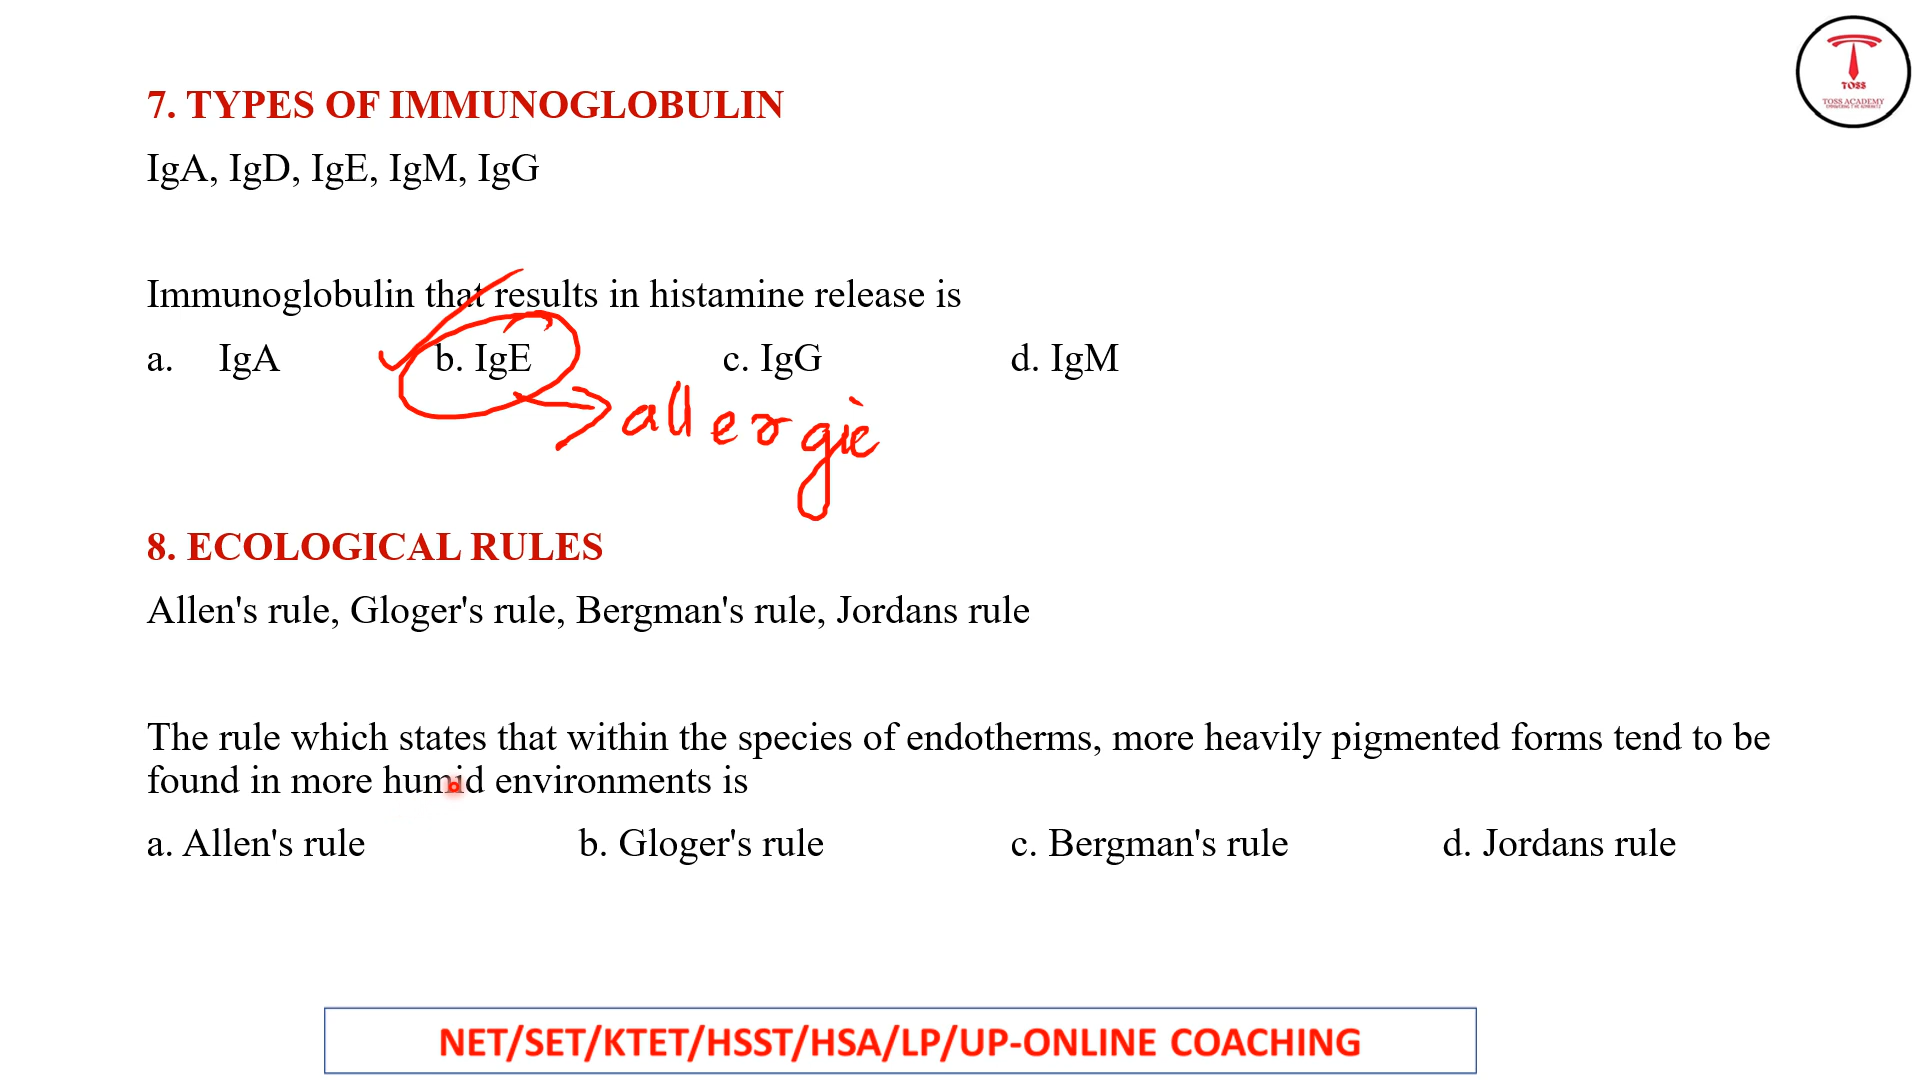 TOSS
TOSS ACADEMY
7. TYPES OF IMMUNOGLOBULIN
IgA, IgD, IgE, IgM, IgG
Immunoglobulin that results in histamine release is
a. IgA b. IgE c. IgG d. IgM
allergic
8. ECOLOGICAL RULES
Allen's rule, Gloger's rule, Bergman's rule, Jordans rule
The rule which states that within the species of endotherms, more heavily pigmented forms tend to be
found in more humid environments is
a. Allen's rule b. Gloger's rule c. Bergman's rule d. Jordans rule
NET/SET/KTET/HSST/HSA/LP/UP-ONLINE COACHING